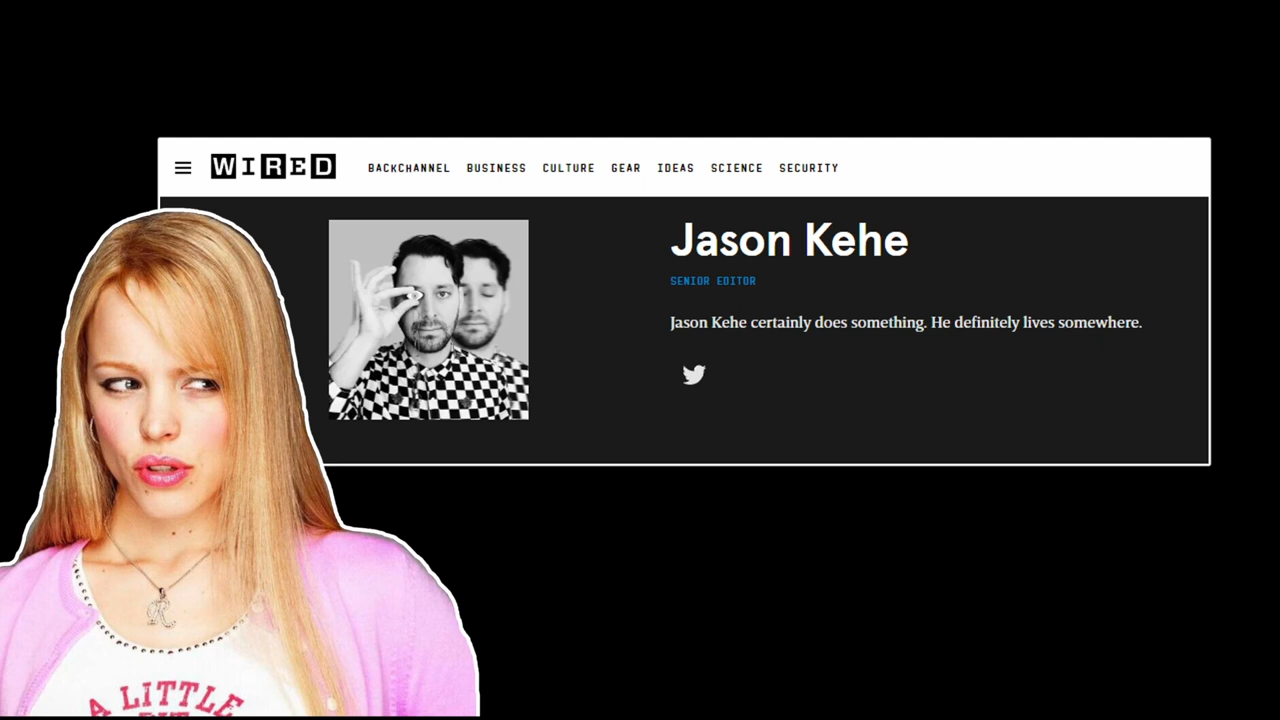 WIRED
BACKCHANNEL BUSINESS CULTURE GEAR IDEAS SCIENCE SECURITY
Jason Kehe
SENIOR EDITOR
Jason Kehe certainly does something. He definitely lives somewhere.
R
A LITTLE